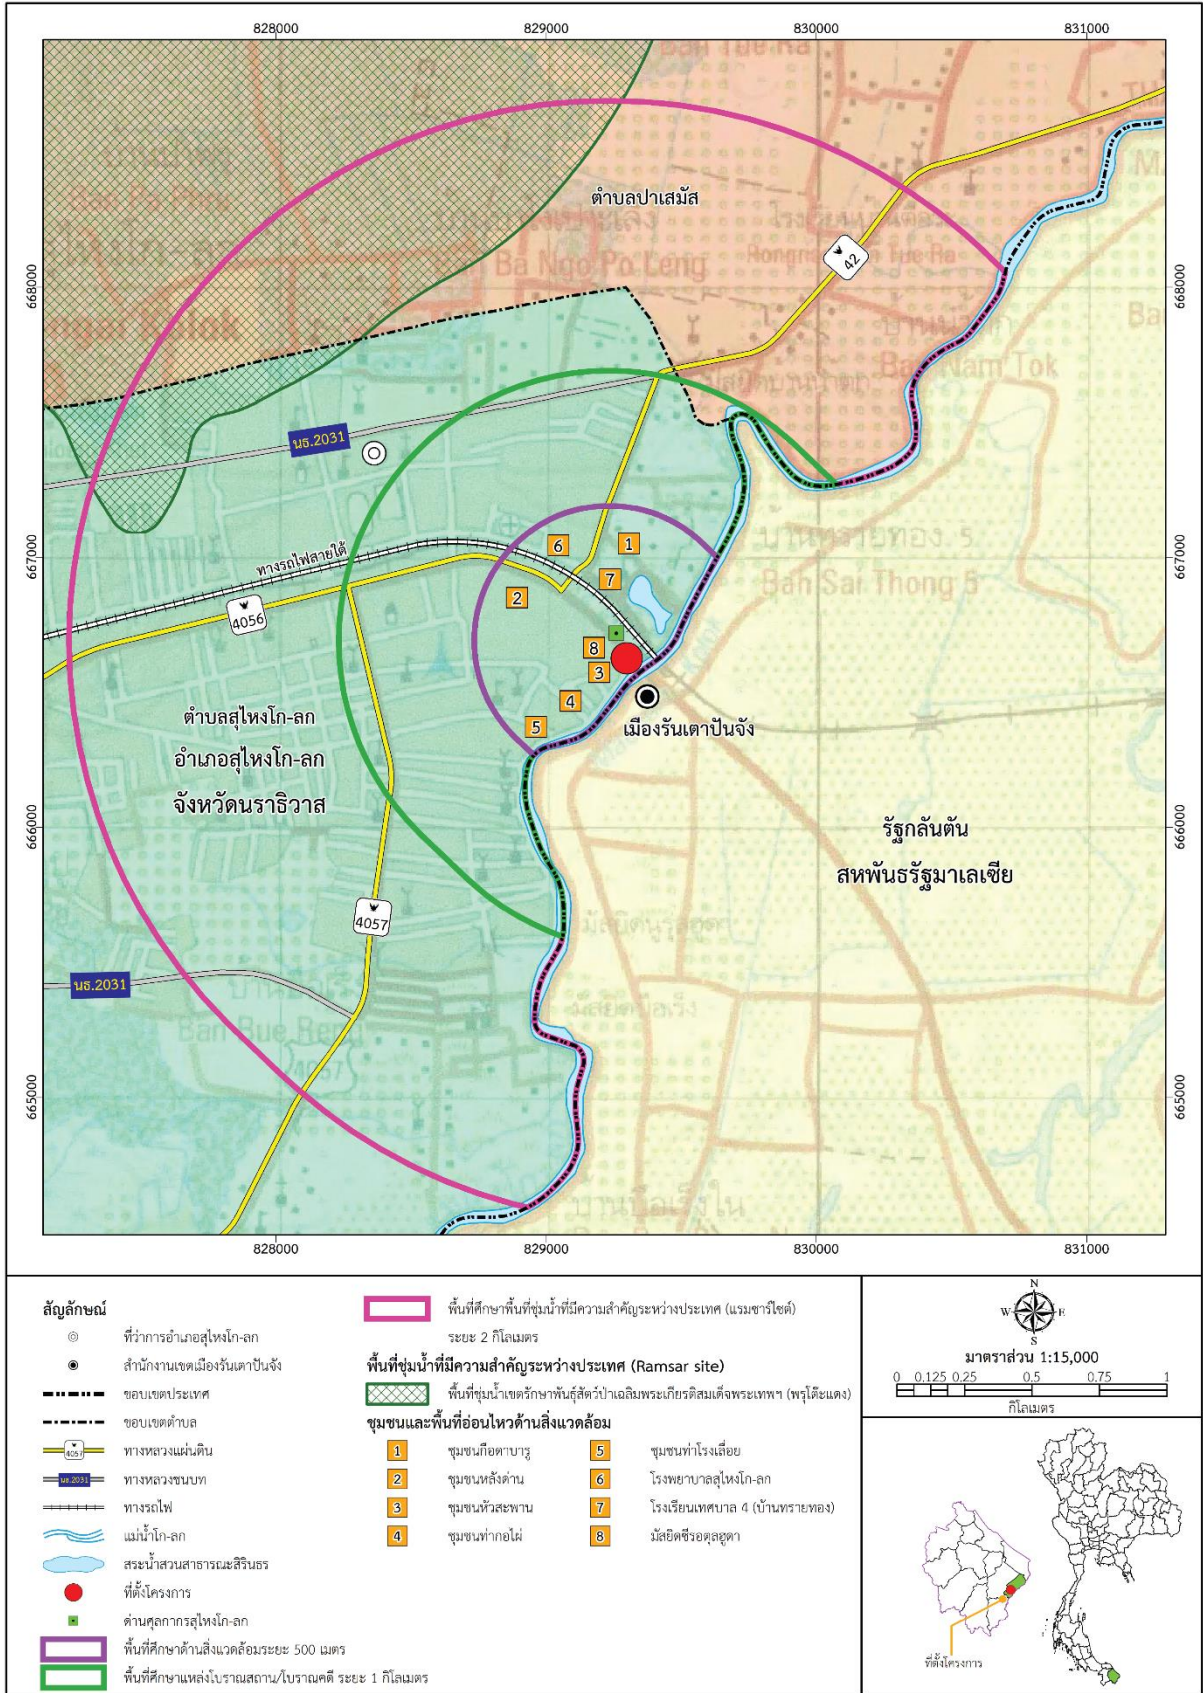 828000
829000
830000
831000
668000
667000
666000
665000
668000
667000
666000
665000
Ban Tue Ra
ตำบลปาเสมัส
42
Ba Nga Po Leng
Ban Nam Tok
นธ.2031
ทางรถไฟสายใต้
4056
6
1
7
2
8
3
4
5
Ban Sai Thong 5
เมืองรันเตาปันจัง
ตำบลสุไหงโก-ลก
อำเภอสุไหงโก-ลก
จังหวัดนราธิวาส
รัฐกลันตัน
สหพันธรัฐมาเลเซีย
4057
นธ.2031
Ban Bue Reng
มัสยิดบือเร็ง
บ้านบือเร็งใน
828000
829000
830000
831000
สัญลักษณ์
ที่ว่าการอำเภอสุไหงโก-ลก
สำนักงานเขตเมืองรันเตาปันจัง
ขอบเขตประเทศ
ขอบเขตตำบล
4057 ทางหลวงแผ่นดิน
นธ.2031 ทางหลวงชนบท
ทางรถไฟ
แม่น้ำโก-ลก
สระน้ำสวนสาธารณะสิรินธร
ที่ตั้งโครงการ
ด่านศุลกากรสุไหงโก-ลก
พื้นที่ศึกษาด้านสิ่งแวดล้อมระยะ 500 เมตร
พื้นที่ศึกษาแหล่งโบราณสถาน/โบราณคดี ระยะ 1 กิโลเมตร
พื้นที่ศึกษาพื้นที่ชุ่มน้ำที่มีความสำคัญระหว่างประเทศ (แรมซาร์ไซต์)
ระยะ 2 กิโลเมตร
พื้นที่ชุ่มน้ำที่มีความสำคัญระหว่างประเทศ (Ramsar site)
พื้นที่ชุ่มน้ำเขตรักษาพันธุ์สัตว์ป่าเฉลิมพระเกียรติสมเด็จพระเทพฯ (พรุโต๊ะแดง)
ชุมชนและพื้นที่อ่อนไหวด้านสิ่งแวดล้อม
1 ชุมชนกือดาบารู
2 ชุมชนหลังด่าน
3 ชุมชนหัวสะพาน
4 ชุมชนท่ากอไผ่
5 ชุมชนท่าโรงเลื่อย
6 โรงพยาบาลสุไหงโก-ลก
7 โรงเรียนเทศบาล 4 (บ้านทรายทอง)
8 มัสยิดซีรอตุลฮูดา
N
W E
S
มาตราส่วน 1:15,000
0 0.125 0.25 0.5 0.75 1
กิโลเมตร
ที่ตั้งโครงการ